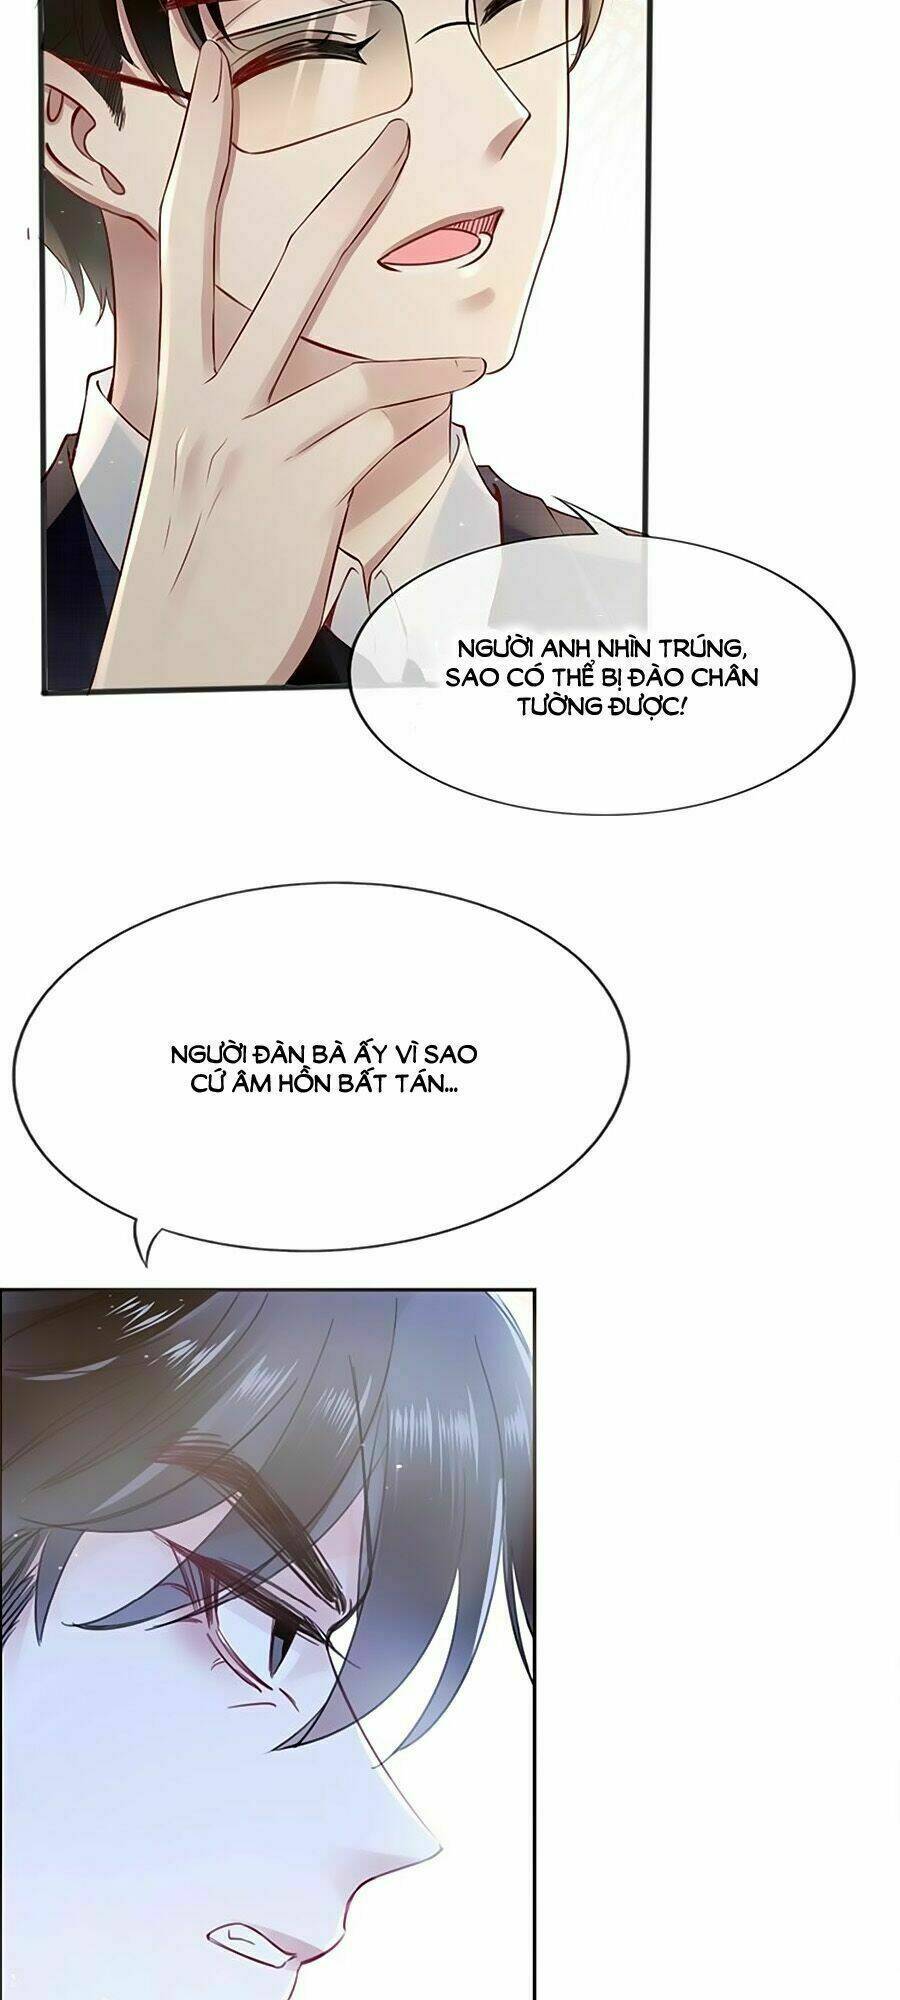 NGƯỜI ANH NHÌN TRÚNG,
SAO CÓ THỂ BỊ ĐÀO CHÂN
TƯỜNG ĐƯỢC!
NGƯỜI ĐÀN BÀ ẤY VÌ SAO
CỨ ÂM HỒN BẤT TÁN...